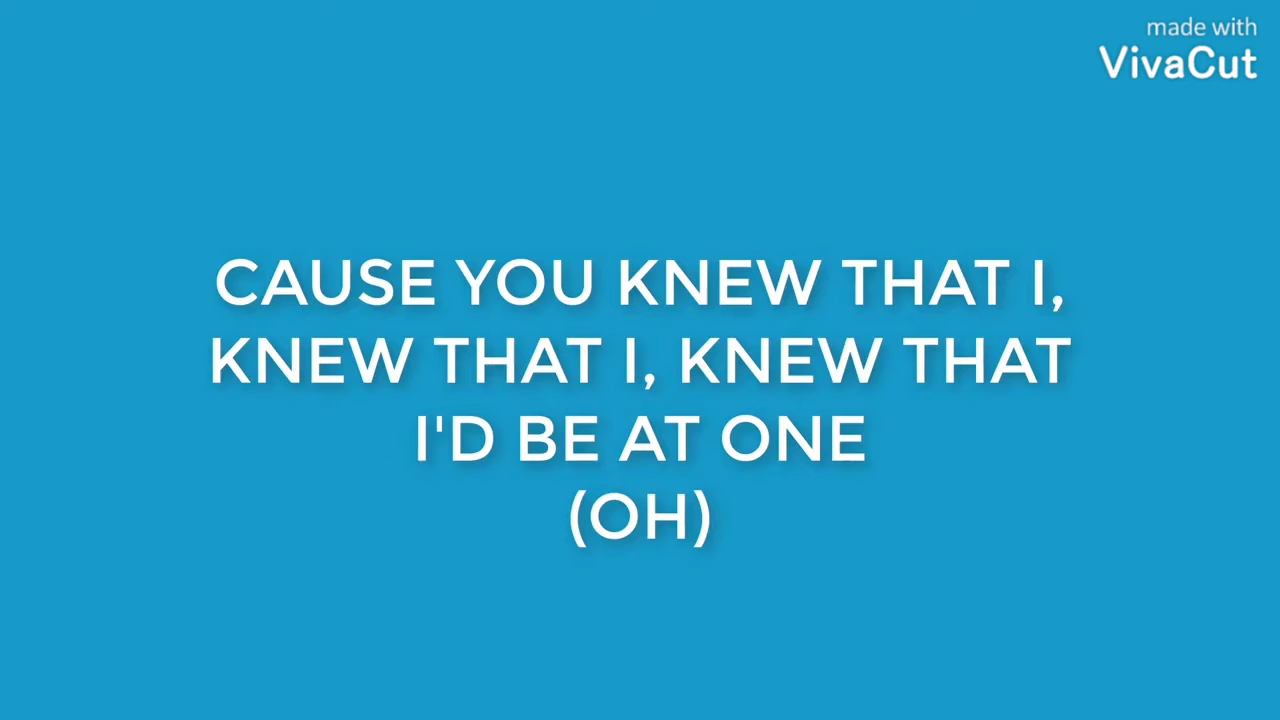 made with
VivaCut
CAUSE YOU KNEW THAT I,
KNEW THAT I, KNEW THAT
I'D BE AT ONE
(OH)